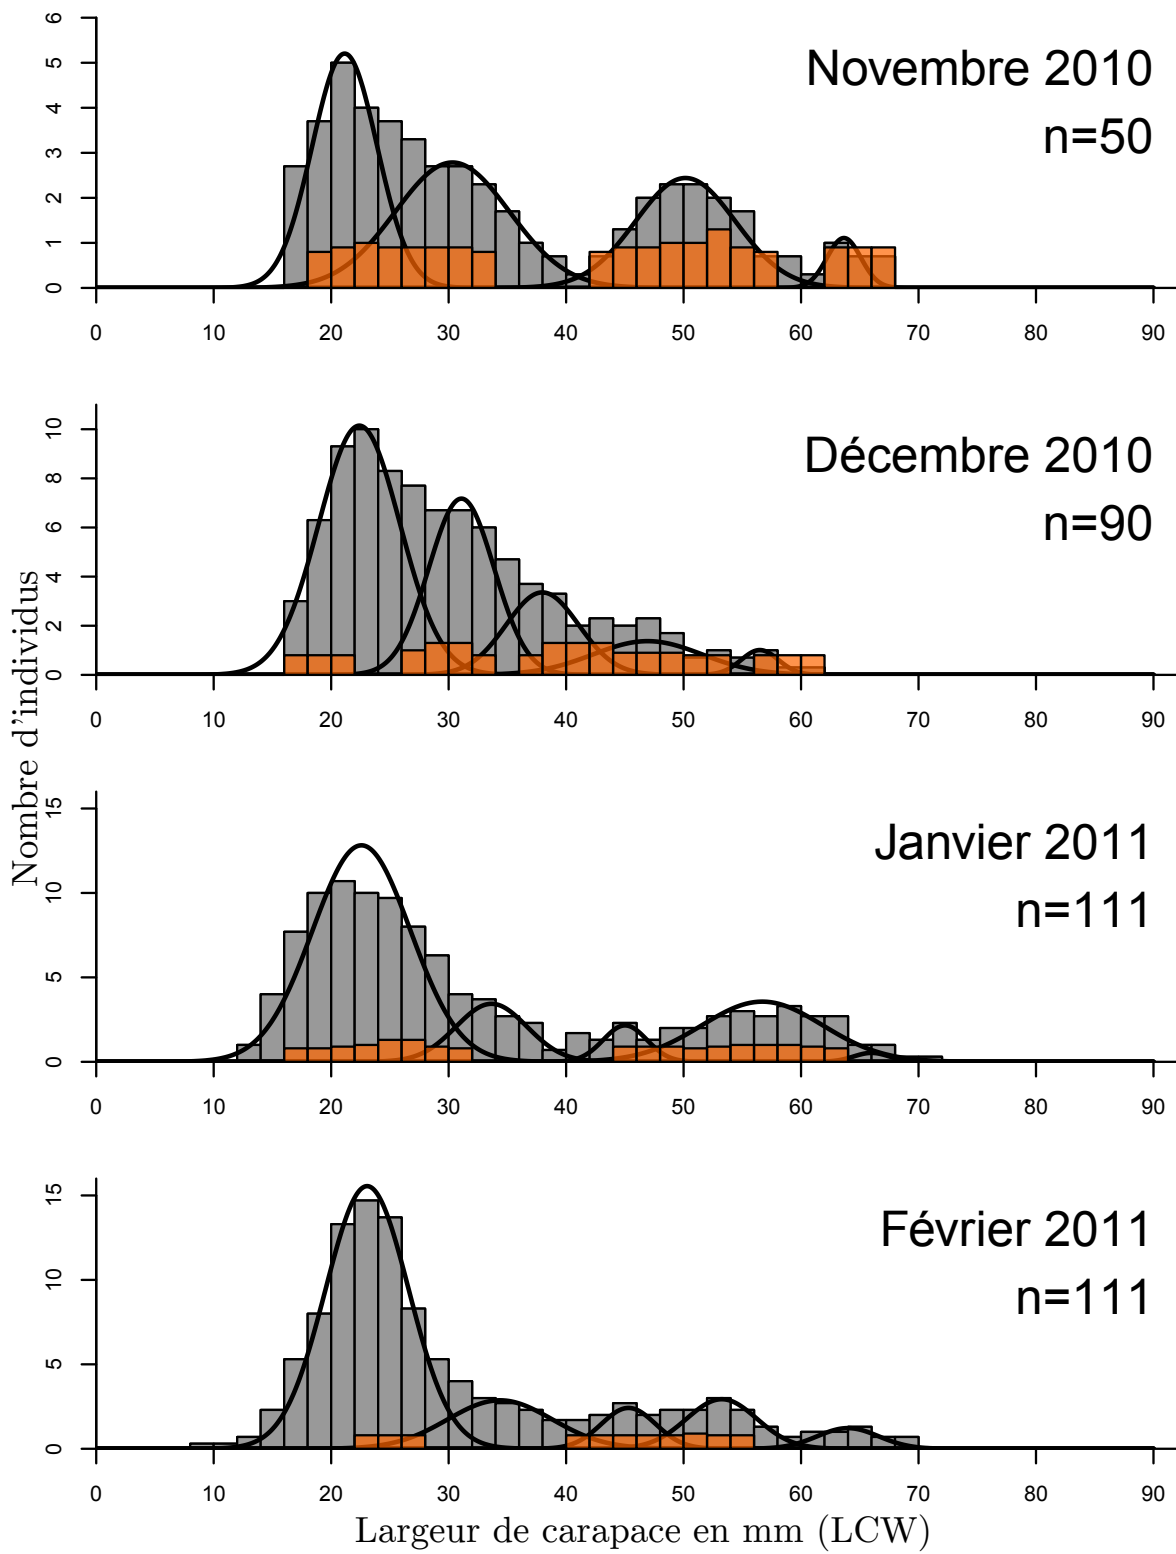 Nombre d'individus
6
5
4
3
2
1
0
Novembre 2010
n=50
0 10 20 30 40 50 60 70 80 90
10
8
6
4
2
0
Décembre 2010
n=90
0 10 20 30 40 50 60 70 80 90
15
10
5
0
Janvier 2011
n=111
0 10 20 30 40 50 60 70 80 90
15
10
5
0
Février 2011
n=111
0 10 20 30 40 50 60 70 80 90
Largeur de carapace en mm (LCW)